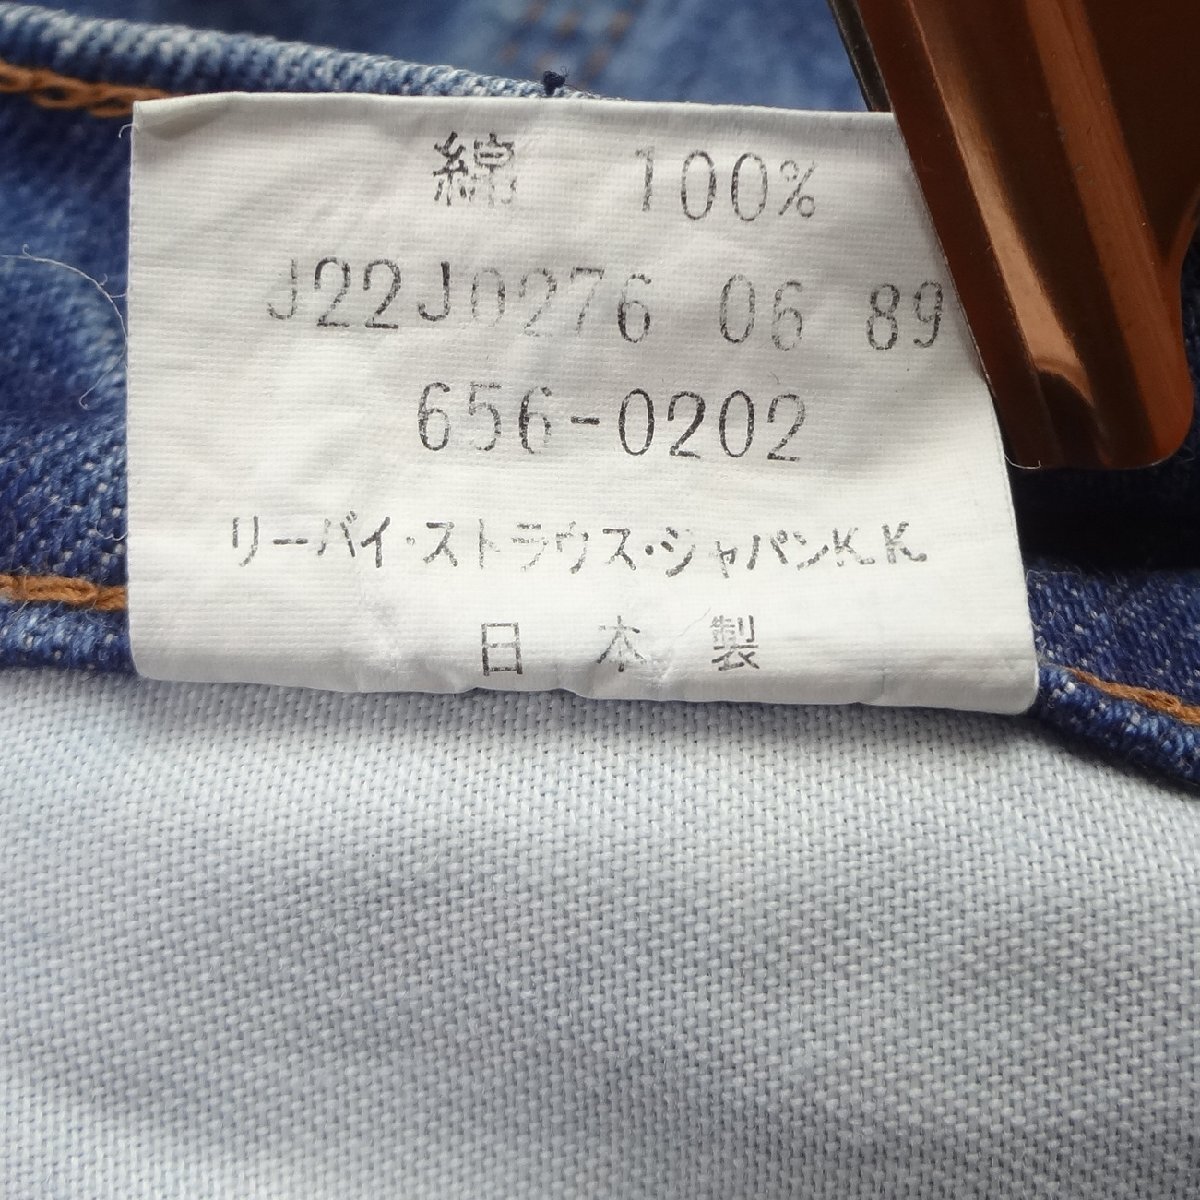 綿 100%
J22J0276 06 89
656-0202
リーバイ・ストラウス・ジャパンK.K
日本製